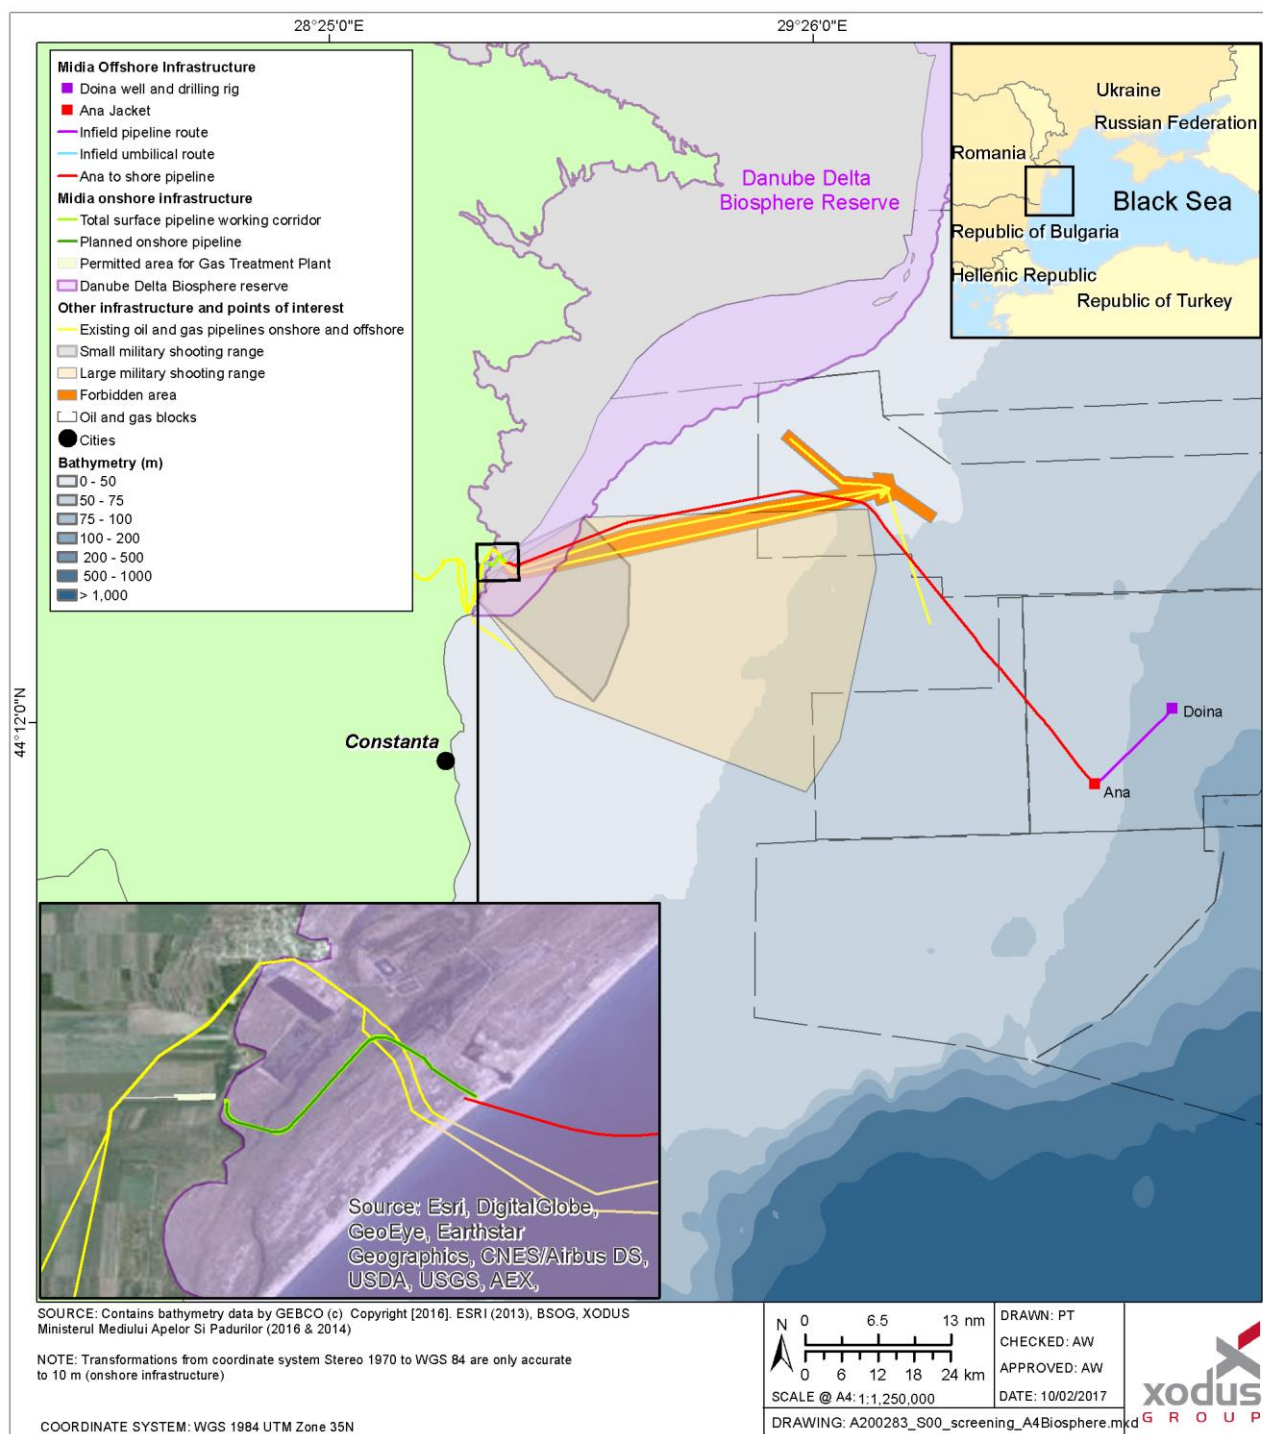 28°25'0"E
29°26'0"E
Midia Offshore Infrastructure
Doina well and drilling rig
Ana Jacket
Infield pipeline route
Infield umbilical route
Ana to shore pipeline
Midia onshore infrastructure
Total surface pipeline working corridor
Planned onshore pipeline
Permitted area for Gas Treatment Plant
Danube Delta Biosphere reserve
Other infrastructure and points of interest
Existing oil and gas pipelines onshore and offshore
Small military shooting range
Large military shooting range
Forbidden area
Oil and gas blocks
Cities
Bathymetry (m)
0 - 50
50 - 75
75 - 100
100 - 200
200 - 500
500 - 1000
> 1,000
Danube Delta
Biosphere Reserve
Ukraine
Russian Federation
Romania
Black Sea
Republic of Bulgaria
Hellenic Republic
Republic of Turkey
44°12'0"N
Constanta
Doina
Ana
Source: Esri, DigitalGlobe,
GeoEye, Earthstar
Geographics, CNES/Airbus DS,
USDA, USGS, AEX,
SOURCE: Contains bathymetry data by GEBCO (c) Copyright [2016]. ESRI (2013), BSOG, XODUS
Ministerul Mediului Apelor Si Padurilor (2016 & 2014)
NOTE: Transformations from coordinate system Stereo 1970 to WGS 84 are only accurate
to 10 m (onshore infrastructure)
COORDINATE SYSTEM: WGS 1984 UTM Zone 35N
N
0 6.5 13 nm
0 6 12 18 24 km
SCALE @ A4: 1:1,250,000
DRAWN: PT
CHECKED: AW
APPROVED: AW
DATE: 10/02/2017
DRAWING: A200283_S00_screening_A4Biosphere.mxd
xodus
GROUP